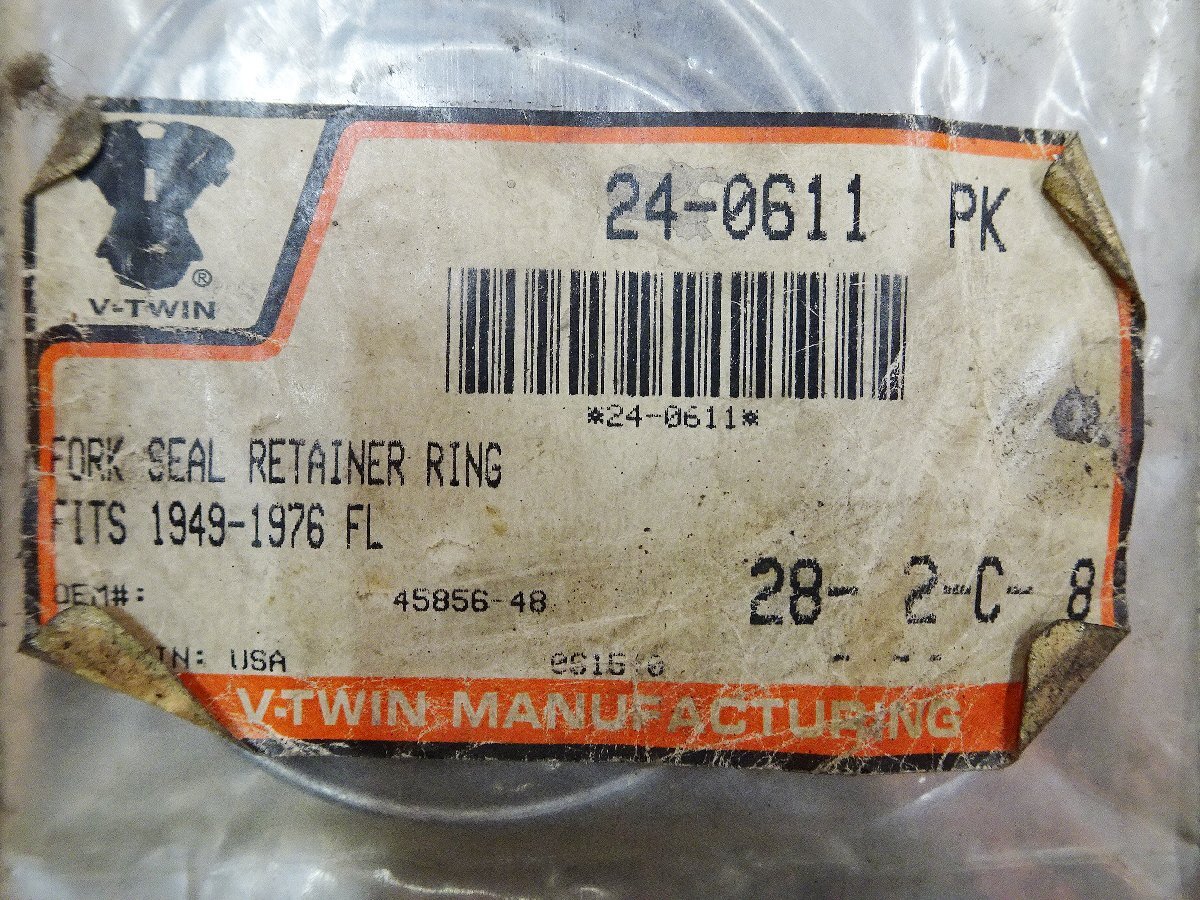 24-0611 PK
®
V-TWIN
*24-0611*
FORK SEAL RETAINER RING
FITS 1949-1976 FL
OEM#: 45856-48
28- 2-C- 8
IN: USA
V-TWIN MANUFACTURING